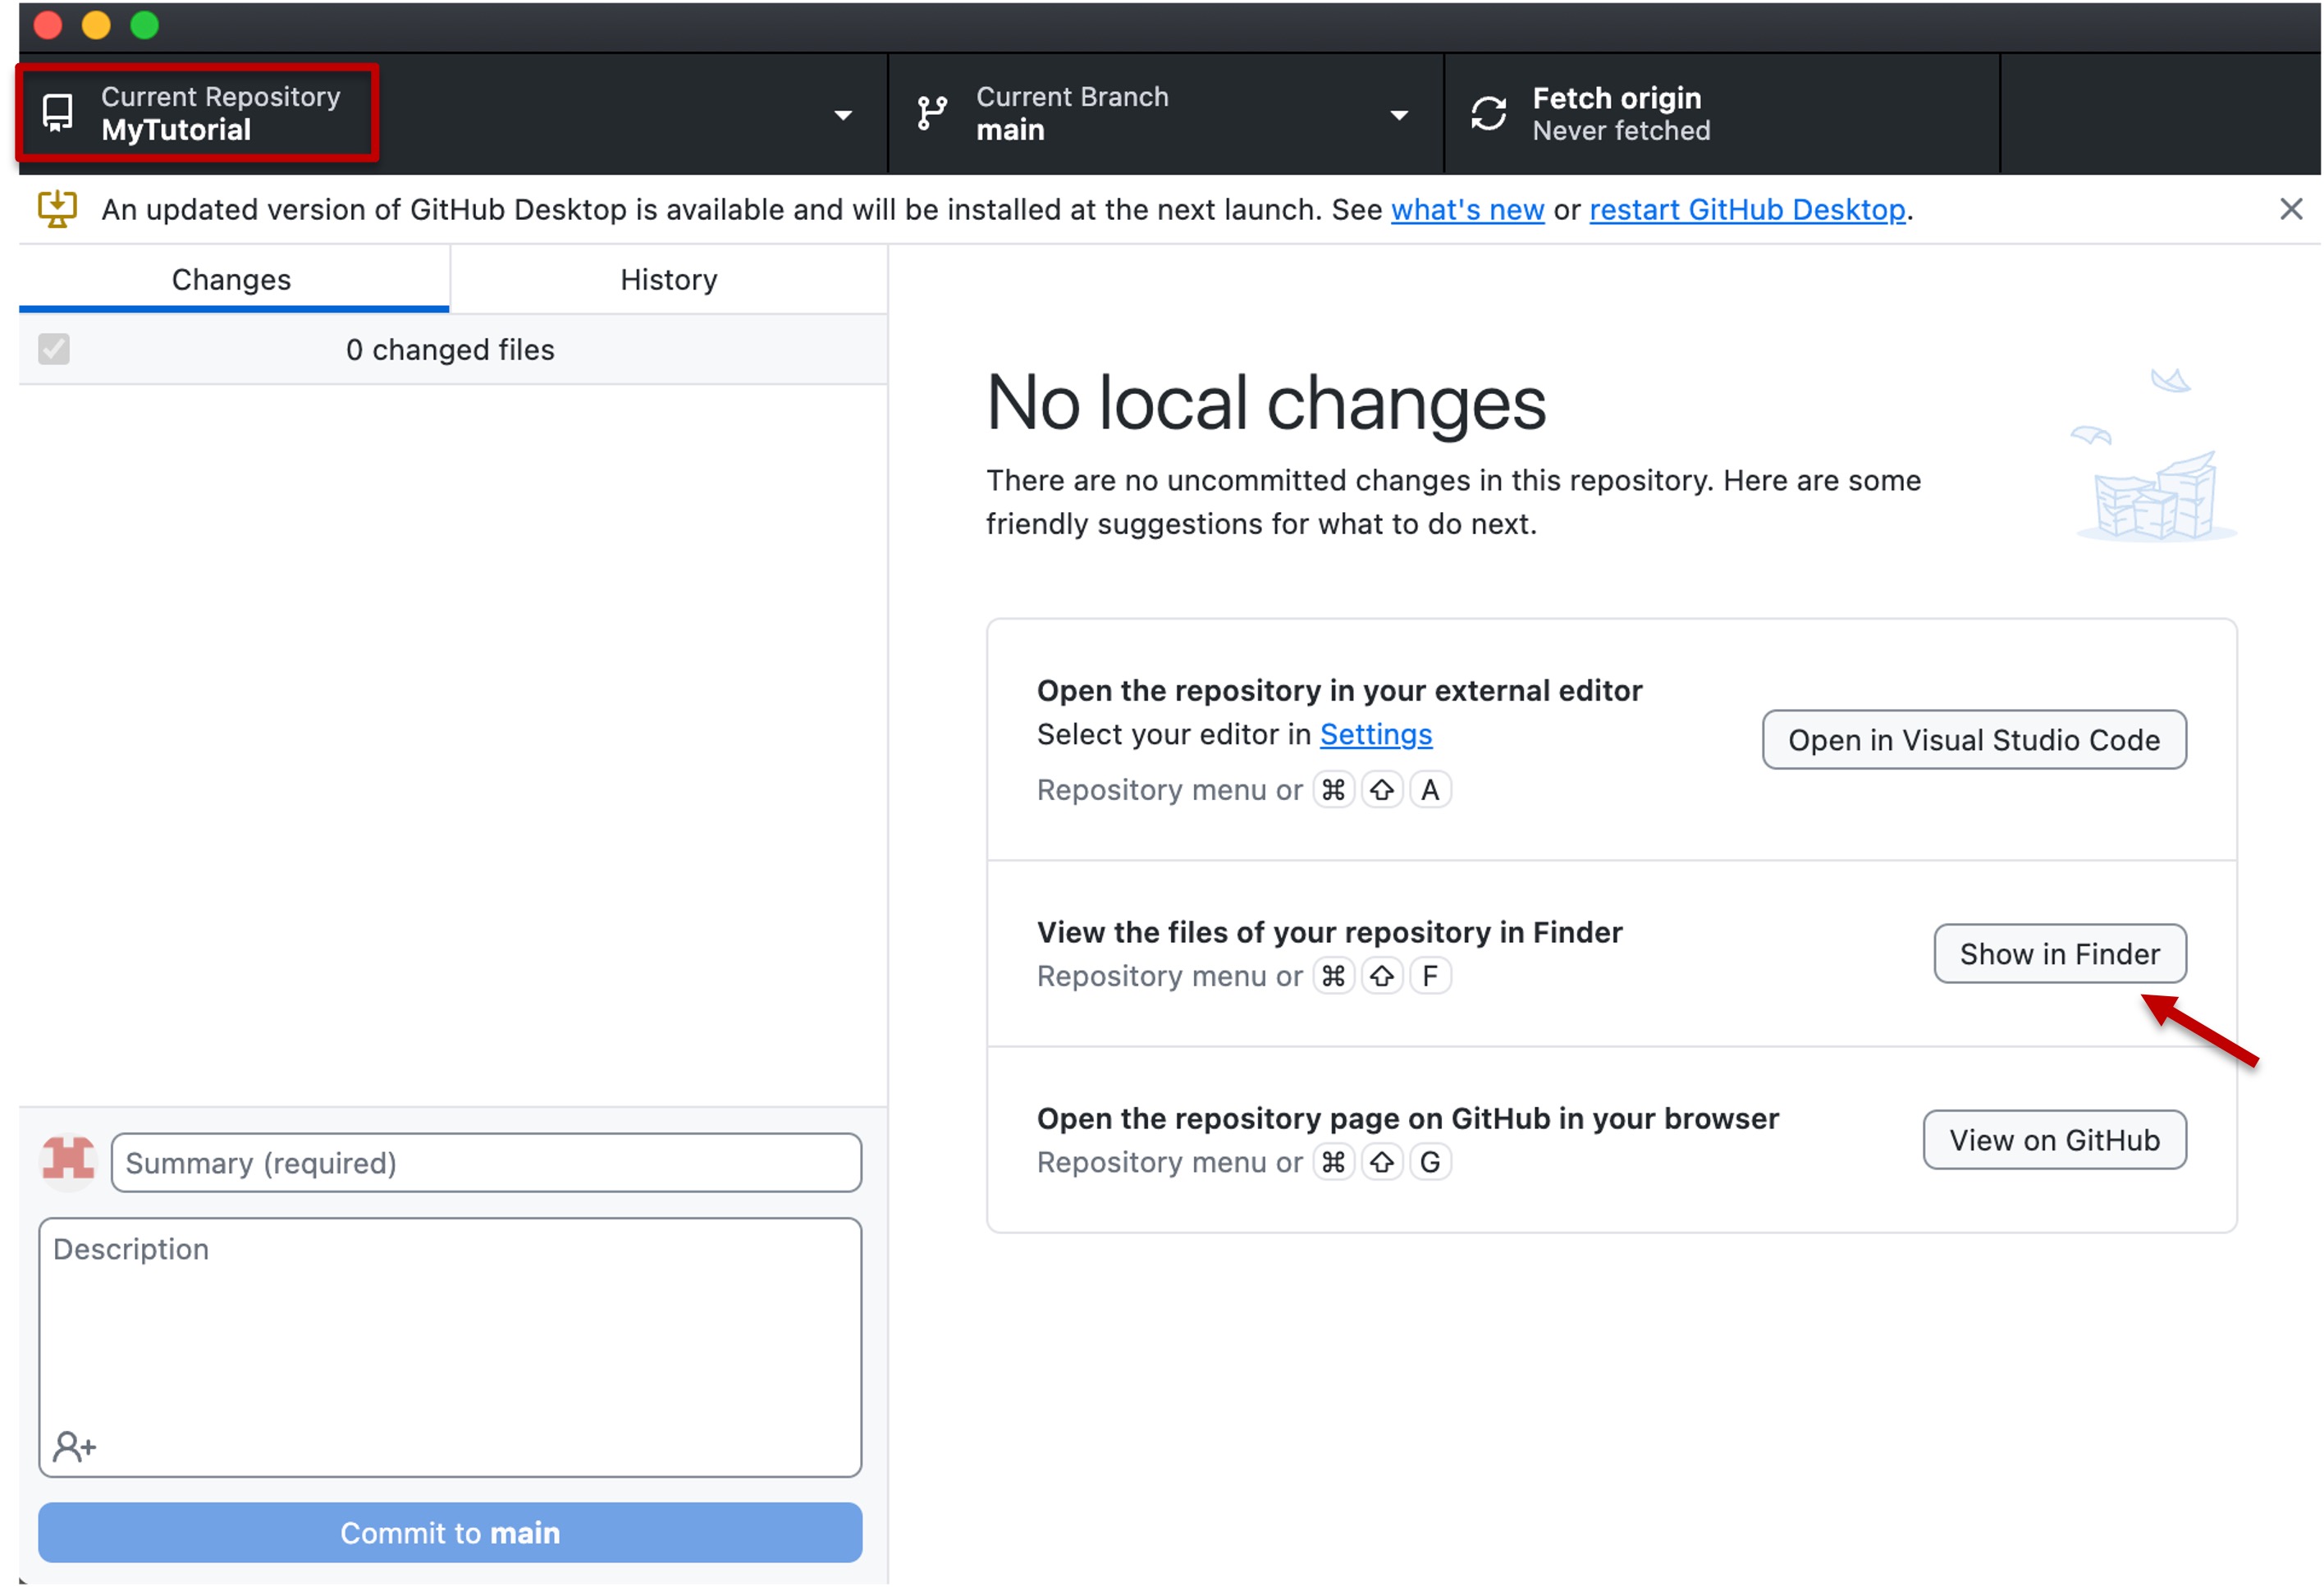 Current Repository
MyTutorial
Current Branch
main
Fetch origin
Never fetched
An updated version of GitHub Desktop is available and will be installed at the next launch. See what's new or restart GitHub Desktop.
Changes
History
0 changed files
No local changes
There are no uncommitted changes in this repository. Here are some
friendly suggestions for what to do next.
Open the repository in your external editor
Select your editor in Settings
Repository menu or ⌘ ⇧ A
Open in Visual Studio Code
View the files of your repository in Finder
Repository menu or ⌘ ⇧ F
Show in Finder
Open the repository page on GitHub in your browser
Repository menu or ⌘ ⇧ G
View on GitHub
Summary (required)
Description
Commit to main